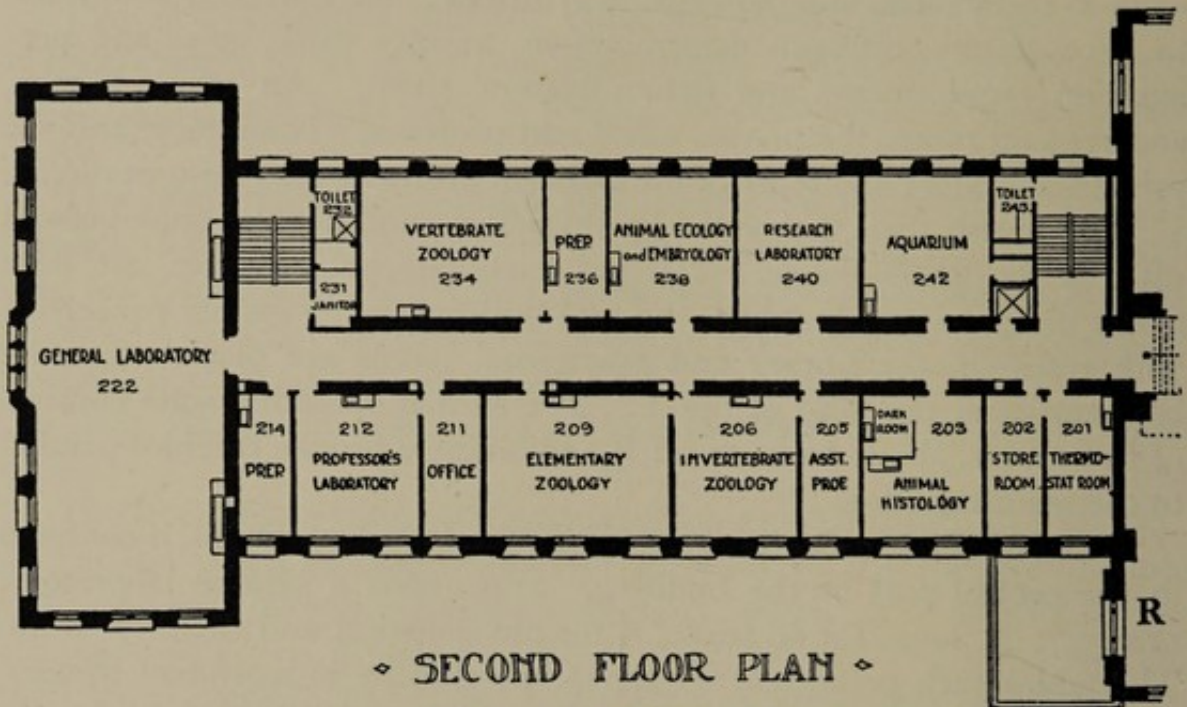 TOILET
232
VERTEBRATE
ZOOLOGY
234
PREP
236
ANIMAL ECOLOGY
and EMBRYOLOGY
238
RESEARCH
LABORATORY
240
AQUARIUM
242
TOILET
231
JANITOR
GENERAL LABORATORY
222
214
PREP
212
PROFESSOR'S
LABORATORY
211
OFFICE
209
ELEMENTARY
ZOOLOGY
206
INVERTEBRATE
ZOOLOGY
205
ASST.
PROF.
DARK
ROOM
203
ANIMAL
HISTOLOGY
202
STORE
ROOM
201
THERMO-
STAT ROOM
R
SECOND FLOOR PLAN